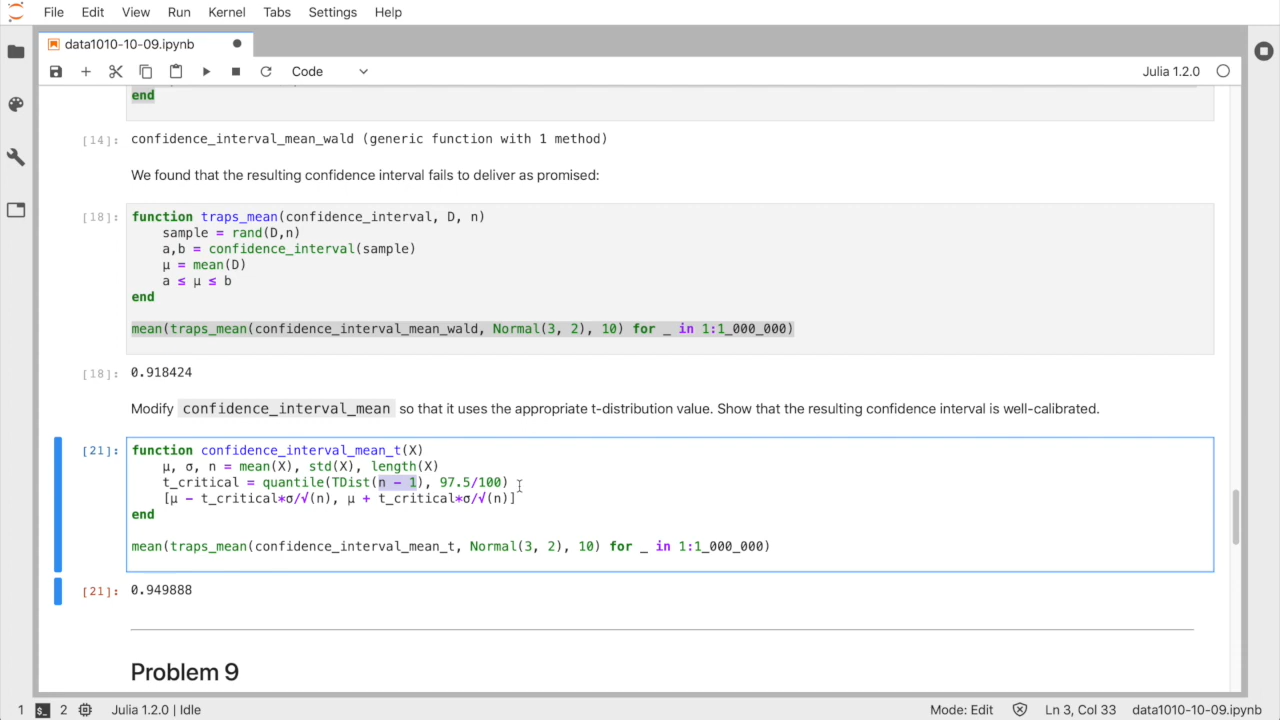 File Edit View Run Kernel Tabs Settings Help
data1010-10-09.ipynb
Code
Julia 1.2.0
end
[14]: confidence_interval_mean_wald (generic function with 1 method)
We found that the resulting confidence interval fails to deliver as promised:
[18]: function traps_mean(confidence_interval, D, n)
sample = rand(D,n)
a,b = confidence_interval(sample)
μ = mean(D)
a ≤ μ ≤ b
end
mean(traps_mean(confidence_interval_mean_wald, Normal(3, 2), 10) for _ in 1:1_000_000)
[18]: 0.918424
Modify confidence_interval_mean so that it uses the appropriate t-distribution value. Show that the resulting confidence interval is well-calibrated.
[21]: function confidence_interval_mean_t(X)
μ, σ, n = mean(X), std(X), length(X)
t_critical = quantile(TDist(n - 1), 97.5/100)
[μ - t_critical*σ/√(n), μ + t_critical*σ/√(n)]
end
mean(traps_mean(confidence_interval_mean_t, Normal(3, 2), 10) for _ in 1:1_000_000)
[21]: 0.949888
Problem 9
1 $_ 2 Julia 1.2.0 | Idle Mode: Edit Ln 3, Col 33 data1010-10-09.ipynb